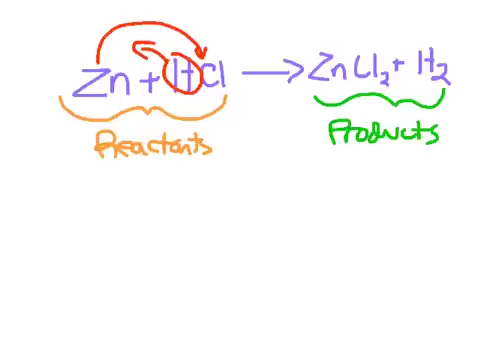 Zn + HCl → ZnCl₂ + H₂
Reactants Products